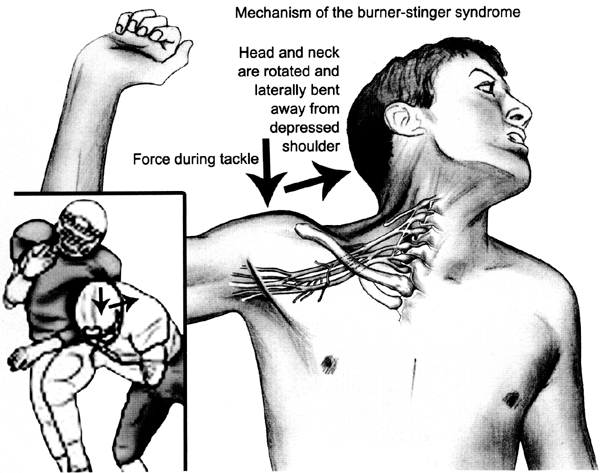 Mechanism of the burner-stinger syndrome
Head and neck
are rotated and
laterally bent
away from
depressed
shoulder
Force during tackle